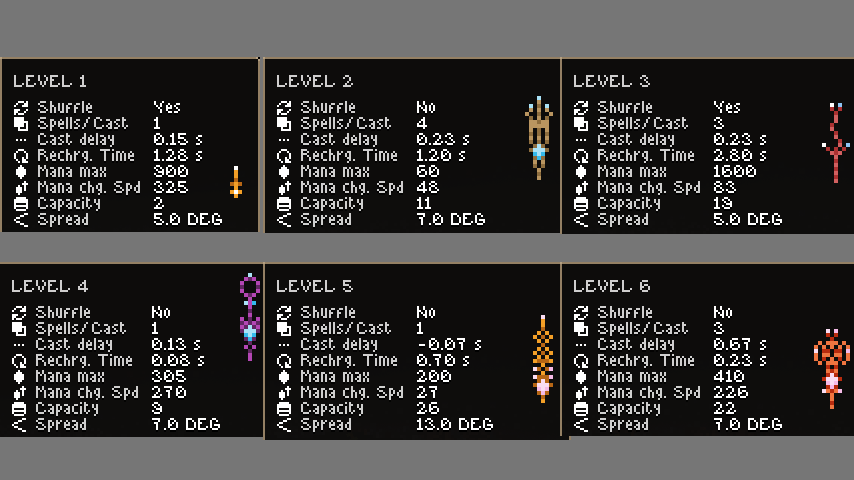 LEVEL 1
Shuffle Yes
Spells/Cast 1
Cast delay 0.15 s
Rechrg. Time 1.28 s
Mana max 900
Mana chg. Spd 325
Capacity 2
Spread 5.0 DEG
LEVEL 2
Shuffle No
Spells/Cast 4
Cast delay 0.23 s
Rechrg. Time 1.20 s
Mana max 60
Mana chg. Spd 48
Capacity 11
Spread 7.0 DEG
LEVEL 3
Shuffle Yes
Spells/Cast 3
Cast delay 0.23 s
Rechrg. Time 2.80 s
Mana max 1600
Mana chg. Spd 83
Capacity 19
Spread 5.0 DEG
LEVEL 4
Shuffle No
Spells/Cast 1
Cast delay 0.13 s
Rechrg. Time 0.08 s
Mana max 305
Mana chg. Spd 270
Capacity 9
Spread 7.0 DEG
LEVEL 5
Shuffle No
Spells/Cast 1
Cast delay -0.07 s
Rechrg. Time 0.70 s
Mana max 200
Mana chg. Spd 27
Capacity 26
Spread 13.0 DEG
LEVEL 6
Shuffle No
Spells/Cast 3
Cast delay 0.67 s
Rechrg. Time 0.23 s
Mana max 410
Mana chg. Spd 226
Capacity 22
Spread 7.0 DEG